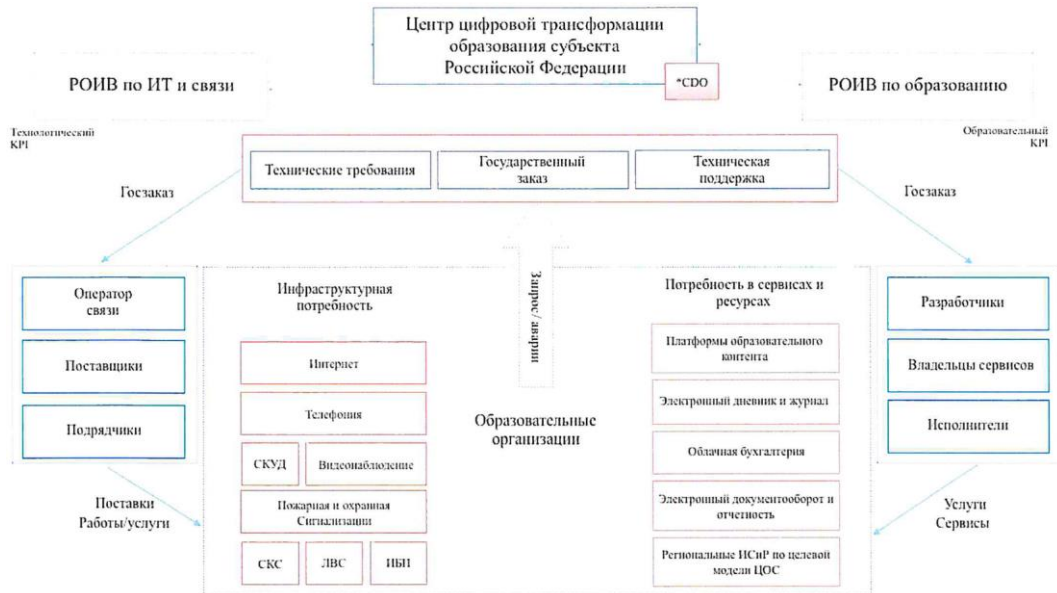 Центр цифровой трансформации
образования субъекта
Российской Федерации
*CDO
РОИВ по ИТ и связи
РОИВ по образованию
Технологический
KPI
Образовательный
KPI
Технические требования
Государственный
заказ
Техническая
поддержка
Госзаказ
Госзаказ
Оператор
связи
Поставщики
Подрядчики
Поставки
Работы/услуги
Инфраструктурная
потребность
Интернет
Телефония
СКУД
Видеонаблюдение
Пожарная и охранная
Сигнализации
СКС
ЛВС
ИБП
Запрос/ аварии
Образовательные
организации
Потребность в сервисах и
ресурсах
Платформы образовательного
контента
Электронный дневник и журнал
Облачная бухгалтерия
Электронный документооборот и
отчетность
Региональные ИСиР по целевой
модели ЦОС
Разработчики
Владельцы сервисов
Исполнители
Услуги
Сервисы